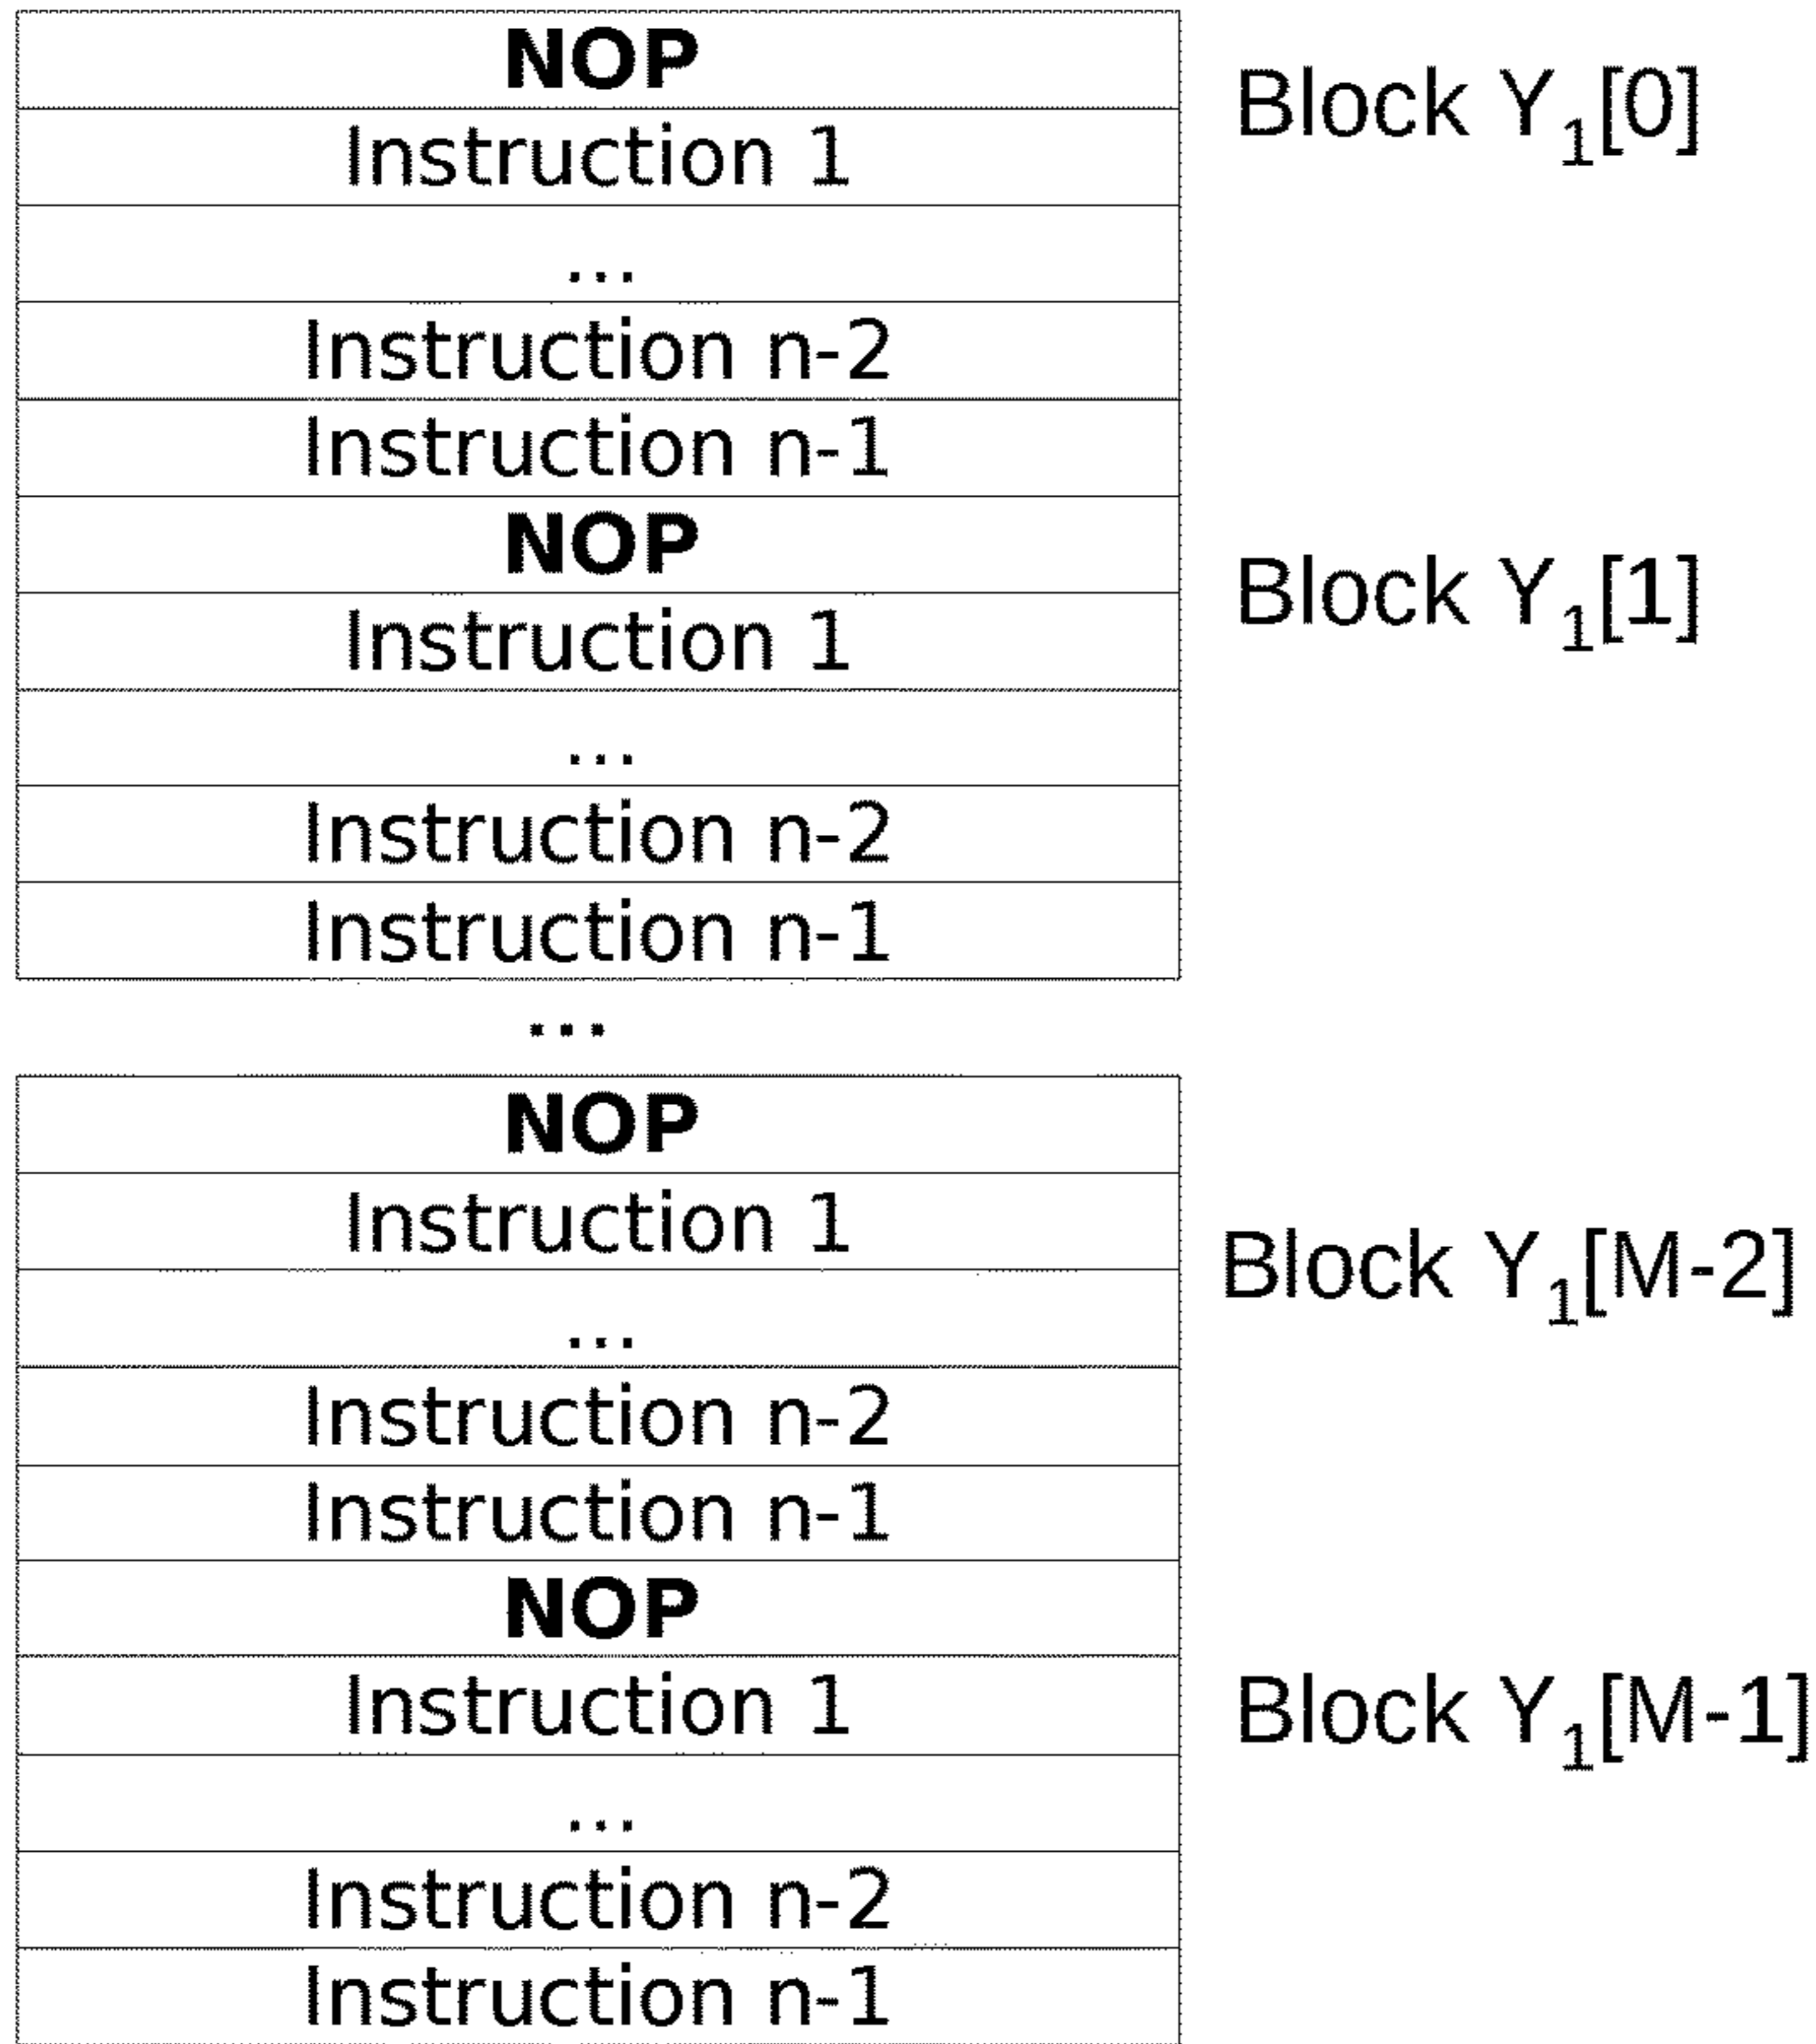 NOP
Block Y₁[0]
Instruction 1
...
Instruction n-2
Instruction n-1
NOP
Block Y₁[1]
Instruction 1
...
Instruction n-2
Instruction n-1
...
NOP
Instruction 1
Block Y₁[M-2]
...
Instruction n-2
Instruction n-1
NOP
Instruction 1
Block Y₁[M-1]
...
Instruction n-2
Instruction n-1